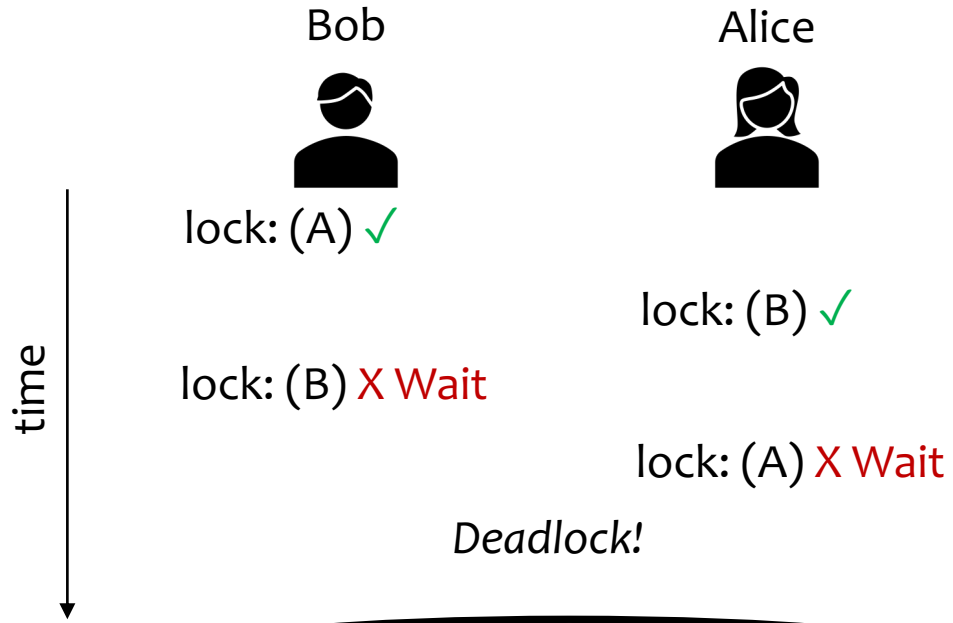 Bob
Alice
lock: (A) ✓
lock: (B) ✓
time
lock: (B) X Wait
lock: (A) X Wait
Deadlock!